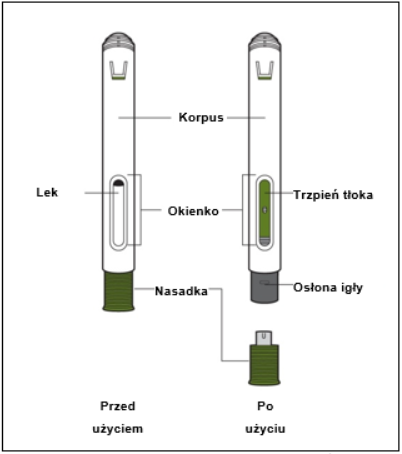 Korpus
Lek
Trzpień tłoka
Okienko
Nasadka
Osłona igły
Przed
użyciem
Po
użyciu